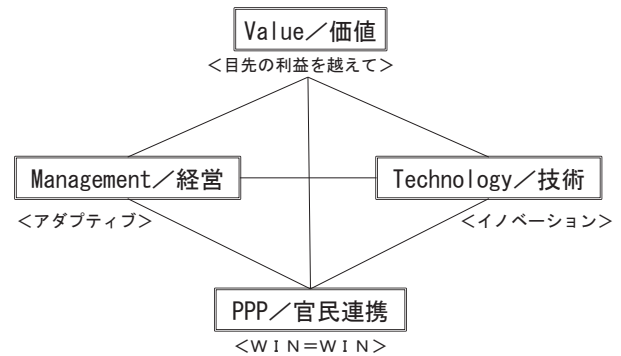 Value／価値
＜目先の利益を越えて＞
Management／経営
Technology／技術
＜アダプティブ＞
＜イノベーション＞
PPP／官民連携
＜ＷＩＮ＝ＷＩＮ＞